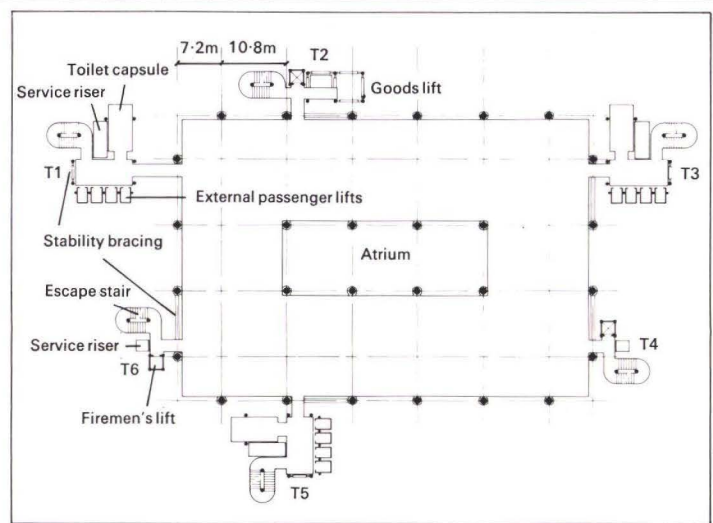 7·2m
10·8m
T2
Toilet capsule
Goods lift
Service riser
T1
T3
External passenger lifts
Stability bracing
Atrium
Escape stair
Service riser
T4
T6
Firemen's lift
T5